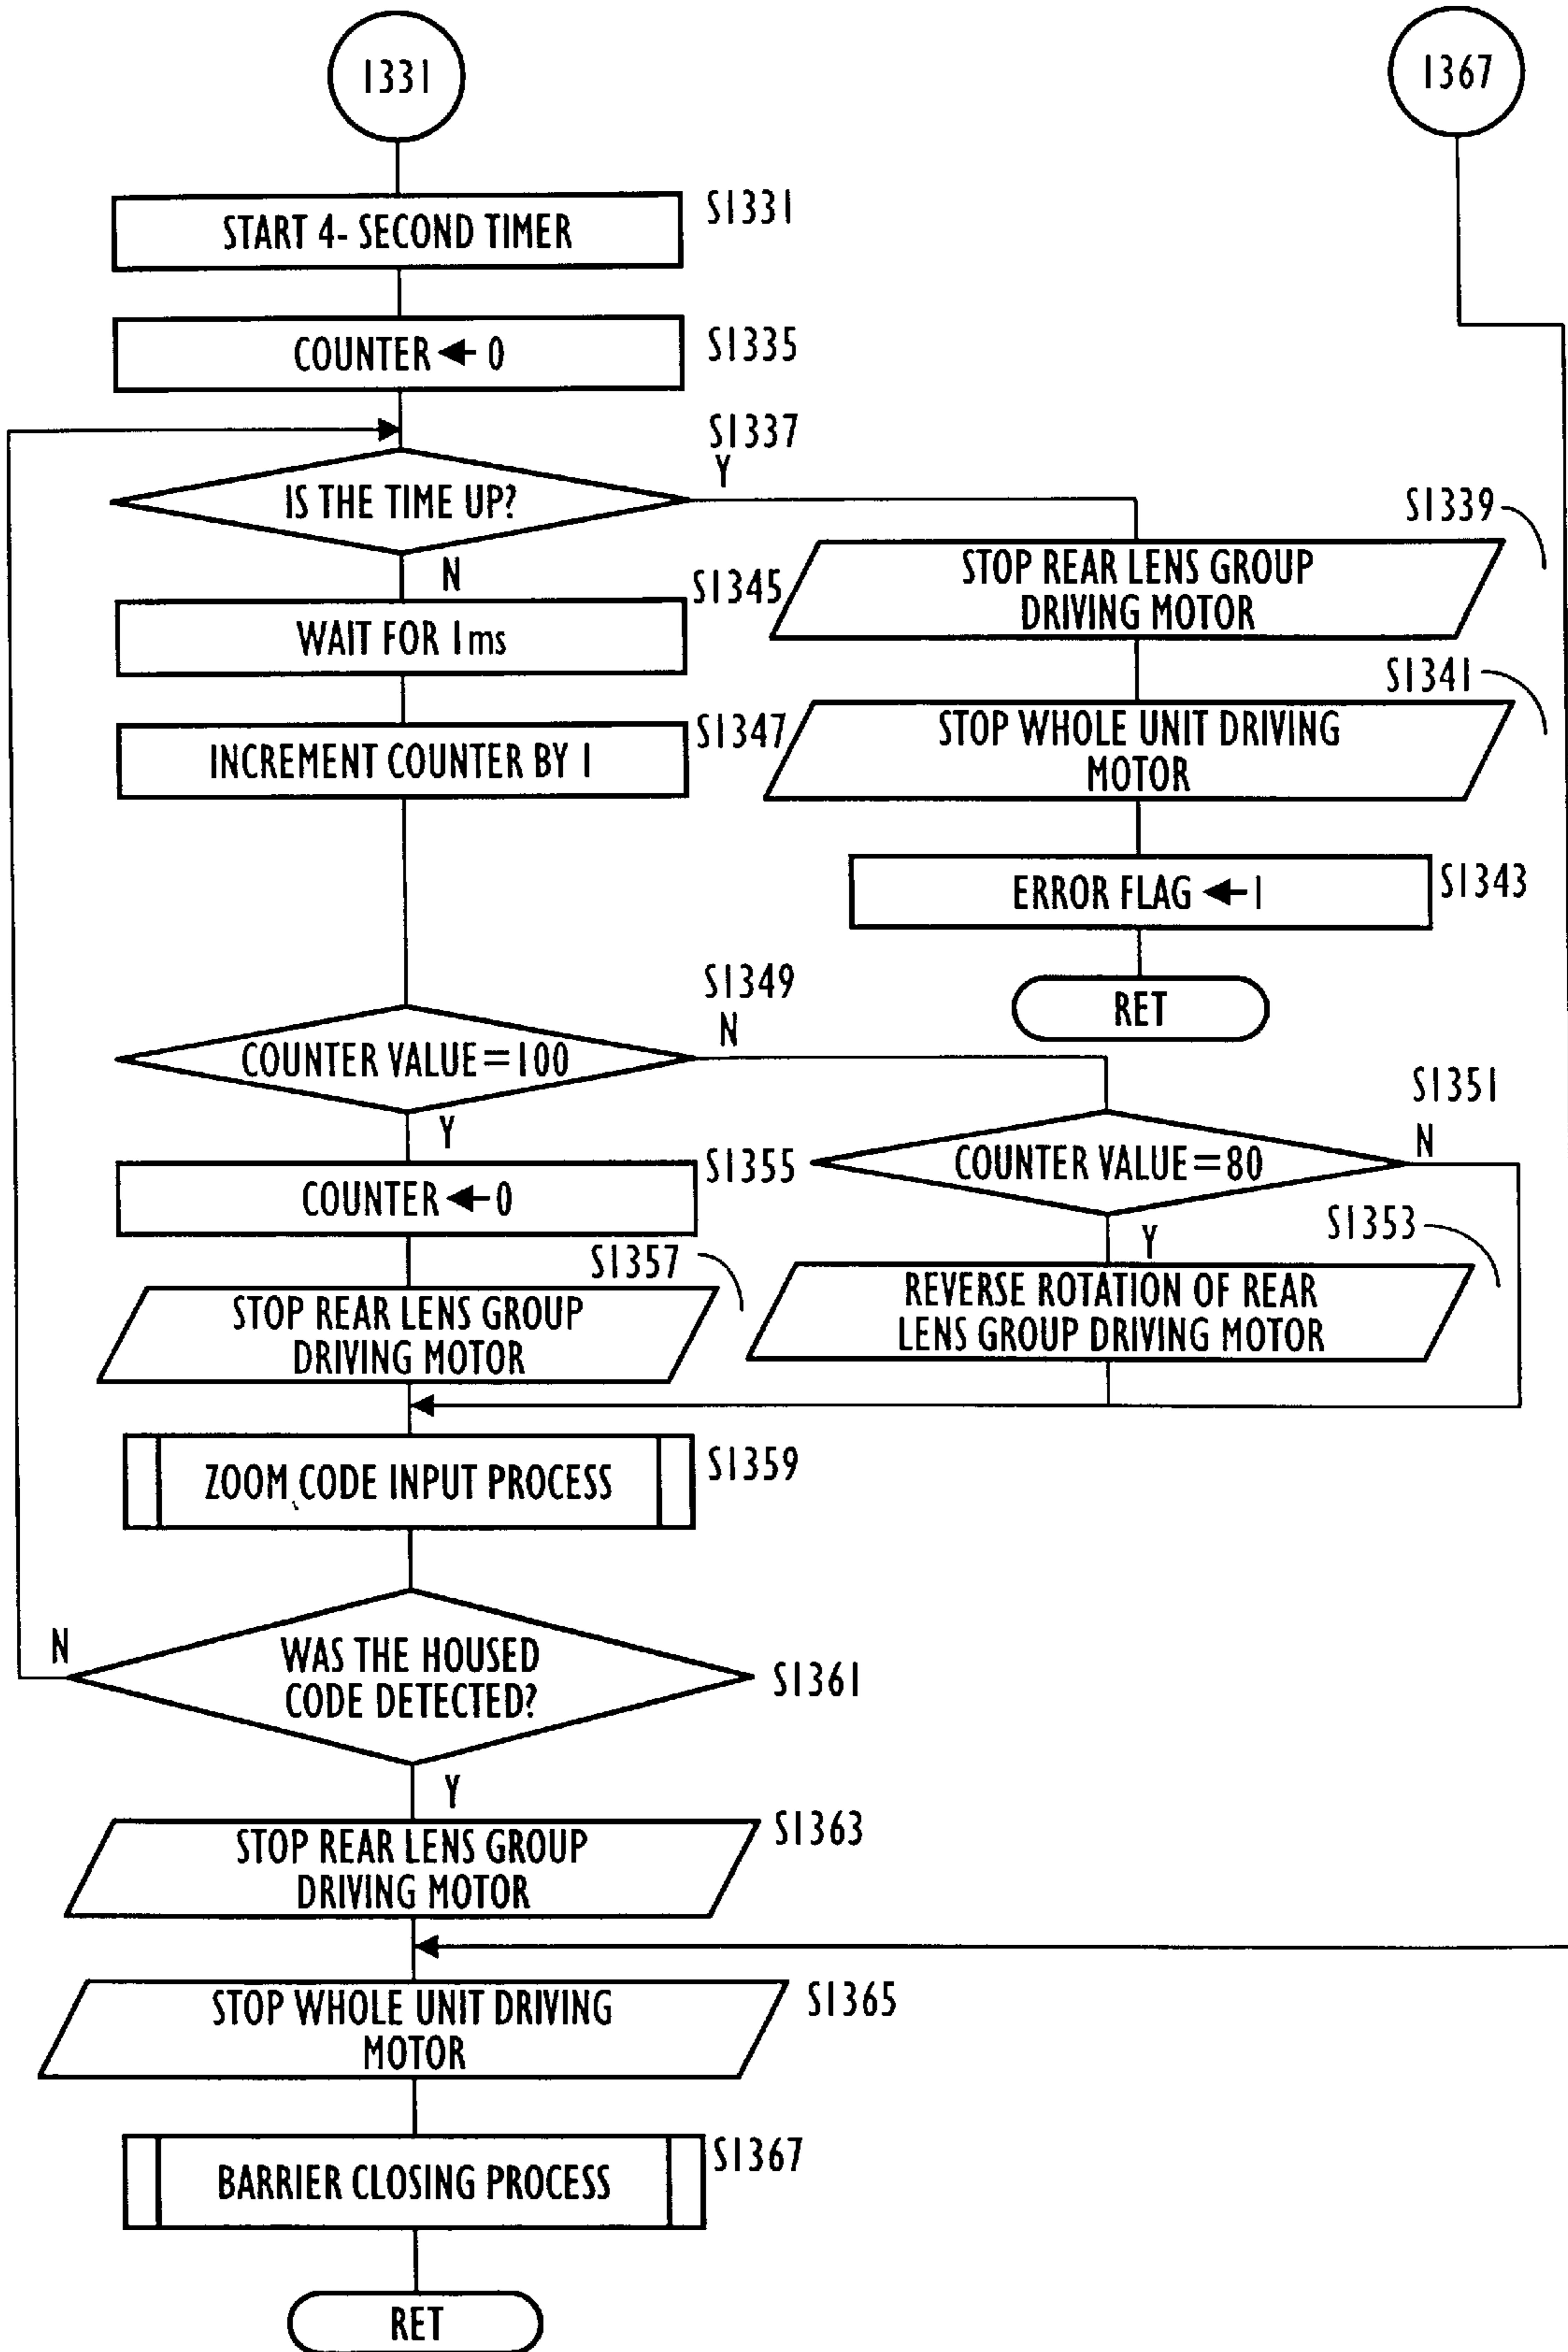 1331
1367
START 4- SECOND TIMER
S1331
COUNTER ← 0
S1335
S1337
IS THE TIME UP?
Y
N
S1339
STOP REAR LENS GROUP
DRIVING MOTOR
S1345
WAIT FOR 1ms
S1341
STOP WHOLE UNIT DRIVING
MOTOR
S1347
INCREMENT COUNTER BY 1
ERROR FLAG ← 1
S1343
RET
S1349
COUNTER VALUE = 100
N
Y
S1351
COUNTER VALUE = 80
N
Y
S1355
COUNTER ← 0
S1353
REVERSE ROTATION OF REAR
LENS GROUP DRIVING MOTOR
S1357
STOP REAR LENS GROUP
DRIVING MOTOR
ZOOM CODE INPUT PROCESS
S1359
N
WAS THE HOUSED
CODE DETECTED?
S1361
Y
STOP REAR LENS GROUP
DRIVING MOTOR
S1363
STOP WHOLE UNIT DRIVING
MOTOR
S1365
BARRIER CLOSING PROCESS
S1367
RET